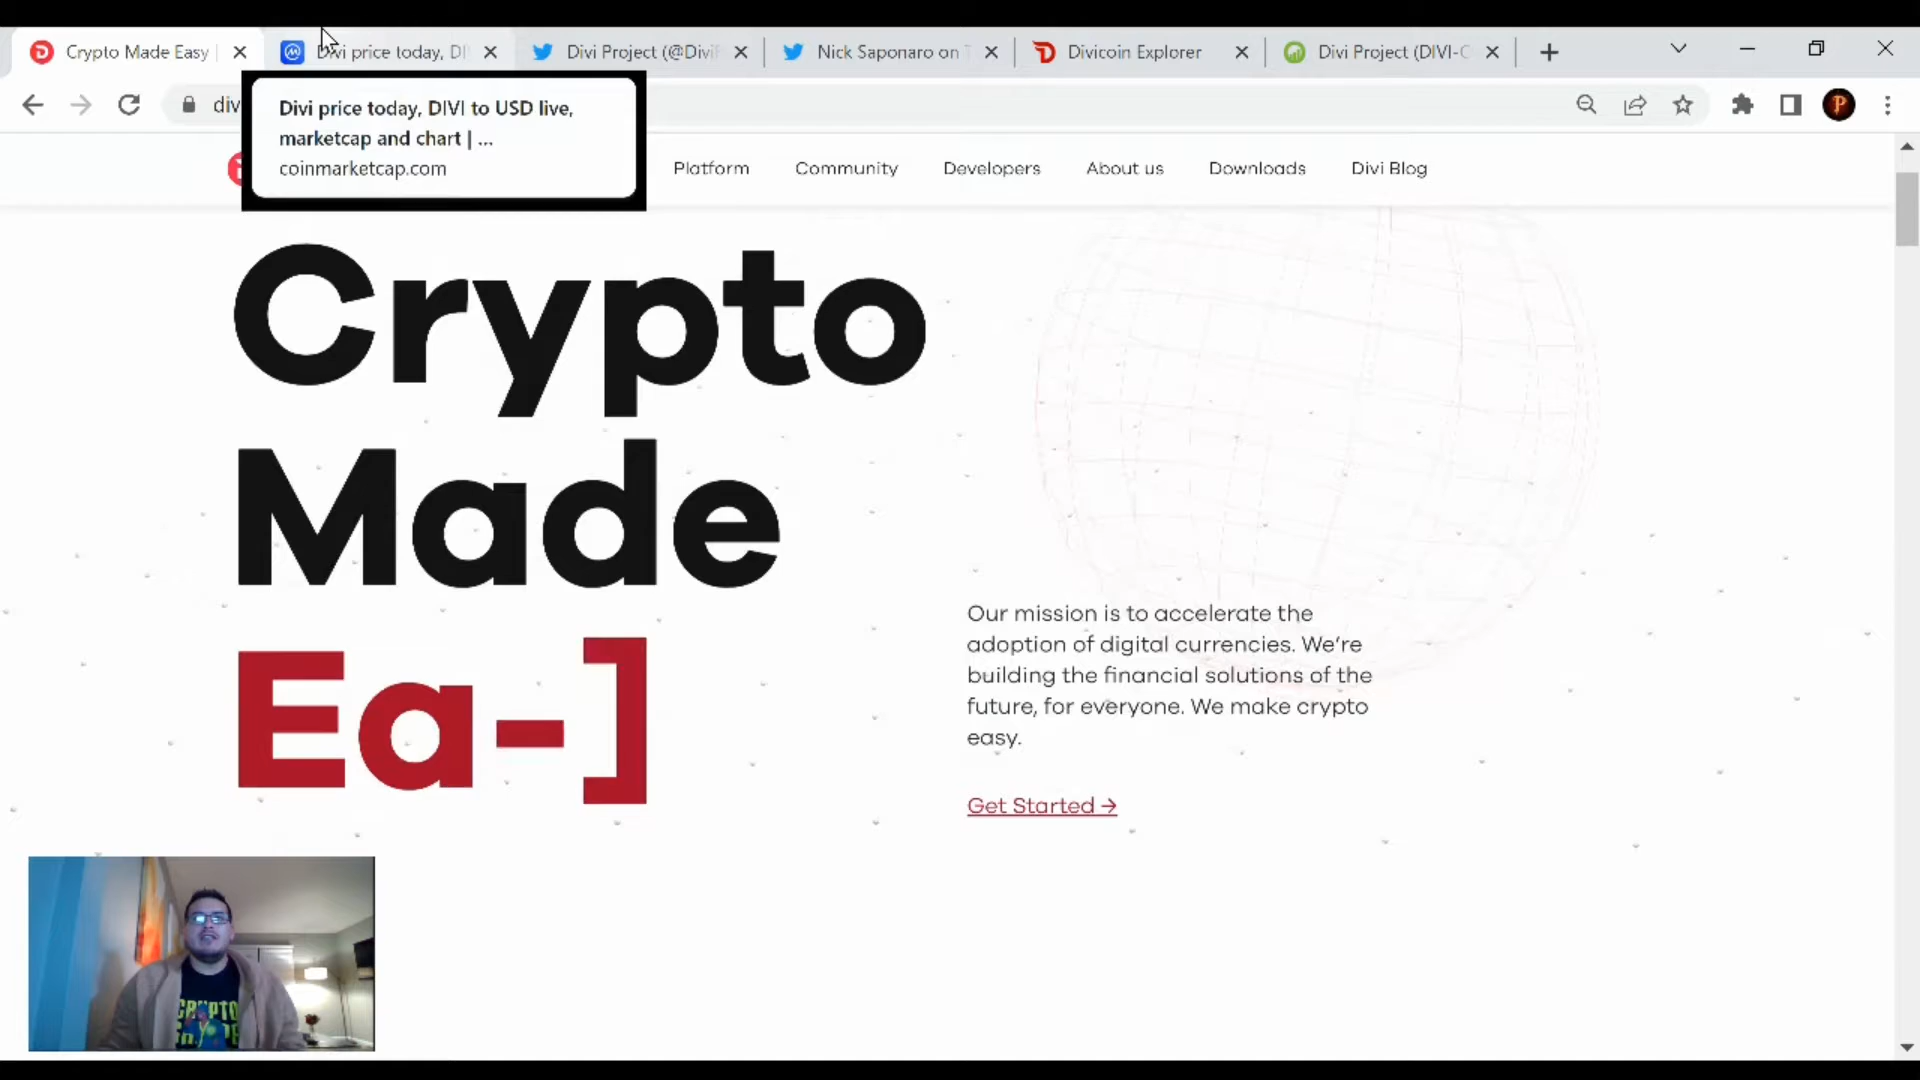 Crypto Made Easy
Divi price today, DI
Divi Project (@Divi
Nick Saponaro on T
Divicoin Explorer
Divi Project (DIVI-C
div
Divi price today, DIVI to USD live,
marketcap and chart | ...
coinmarketcap.com
P
Platform
Community
Developers
About us
Downloads
Divi Blog
Crypto
Made
Ea-]
Our mission is to accelerate the
adoption of digital currencies. We're
building the financial solutions of the
future, for everyone. We make crypto
easy.
Get Started →
CRYPTO